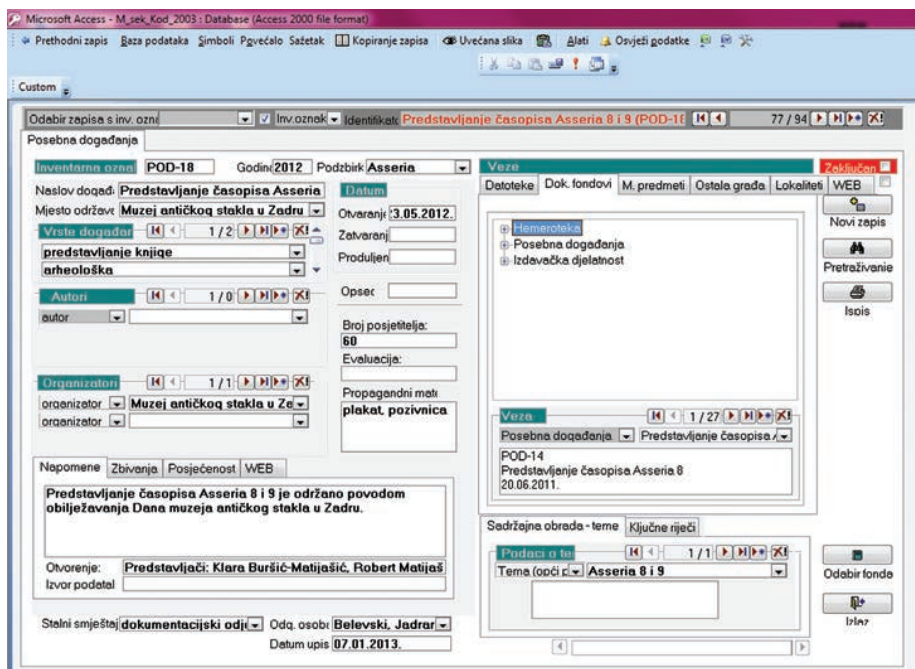 Microsoft Access - M_sek_Kod_2003 : Database (Access 2000 file format)
Prethodni zapis Baza podataka Simboli Povećalo Sažetak Kopiranje zapisa Uvećana slika Alati Osvježi podatke
Custom
Odabir zapisa s inv. ozn Inv.oznak Identifikat Predstavljanje časopisa Asseria 8 i 9 (POD-18 77 / 94
Posebna događanja
Inventarna oznal POD-18 Godin 2012 Podzbirk Asseria Veze Zaključan
Datoteke Dok. fondovi M. predmeti Ostala građa Lokaliteti WEB
Naslov događ Predstavljanje časopisa Asseria Datum
Mjesto održav Muzej antičkog stakla u Zadru Otvaranj 3.05.2012.
Novi zapis
Vrste događar 1 / 2 Zatvaranj
Hemeroteka
predstavljanje knjige Produljen
Posebna događanja
Pretraživanje
arheološka
Izdavačka djelatnost
Autori 1 / 0 Opseg
Ispis
autor
Broj posjetitelja:
60
Evaluacija:
Organizatori 1 / 1
Propagandni mat
organizator Muzej antičkog stakla u Za plakat, pozivnica
organizator
Veza 1 / 27
Posebna događanja Predstavljanje časopisa A
POD-14
Predstavljanje časopisa Asseria 8
20.06.2011.
Napomene Zbivanja Posjećenost WEB
Predstavljanje časopisa Asseria 8 i 9 je održano povodom
obilježavanja Dana muzeja antičkog stakla u Zadru.
Sadržajna obrada - teme Ključne riječi
Podaci o te 1 / 1
Otvorenje: Predstavljači: Klara Buršić-Matijašić, Robert Matijaš
Tema (opći p Asseria 8 i 9
Odabir fonda
Izvor podatal
Stalni smještaj dokumentacijski odj Odg. osob Belevski, Jadrar
Izlaz
Datum upis 07.01.2013.